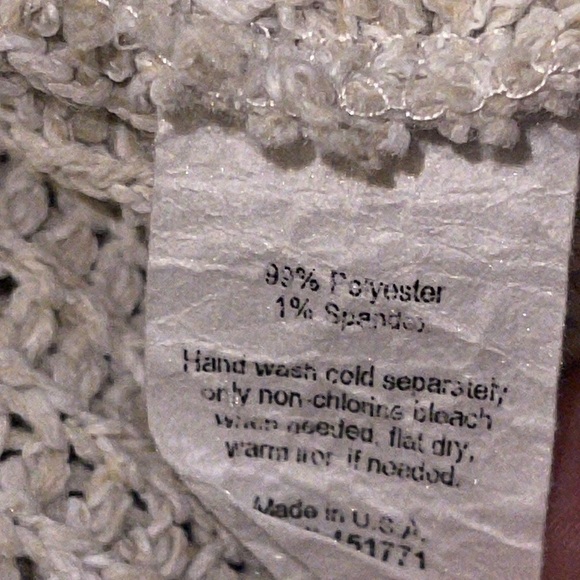 99% Polyester
1% Spandex
Hand wash cold separately
only non-chlorine bleach
when needed, flat dry,
warm iron if needed.
Made in U.S.A.
151771